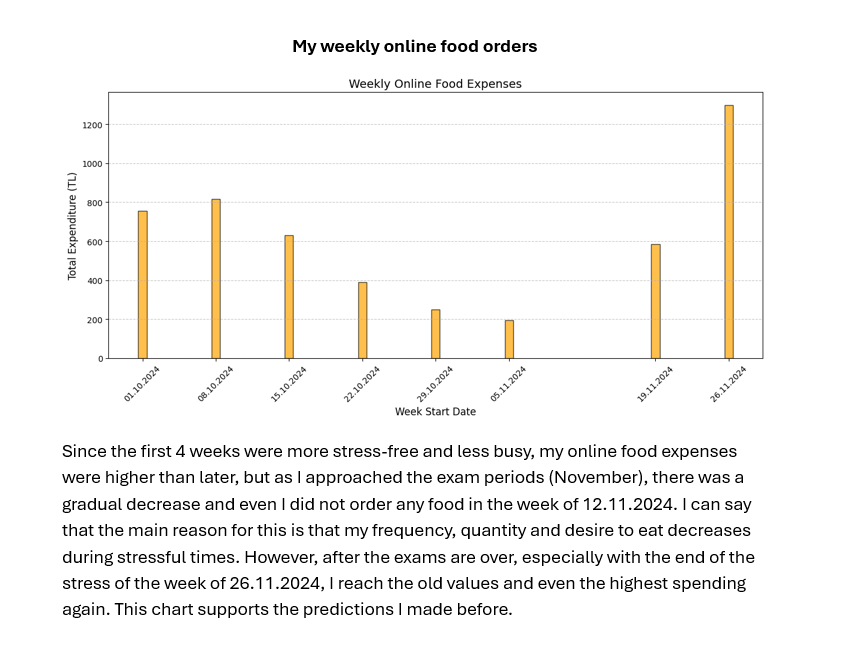 My weekly online food orders
Weekly Online Food Expenses
Total Expenditure (TL)
1200
1000
800
600
400
200
0
01.10.2024
08.10.2024
15.10.2024
22.10.2024
29.10.2024
05.11.2024
19.11.2024
26.11.2024
Week Start Date
Since the first 4 weeks were more stress-free and less busy, my online food expenses
were higher than later, but as I approached the exam periods (November), there was a
gradual decrease and even I did not order any food in the week of 12.11.2024. I can say
that the main reason for this is that my frequency, quantity and desire to eat decreases
during stressful times. However, after the exams are over, especially with the end of the
stress of the week of 26.11.2024, I reach the old values and even the highest spending
again. This chart supports the predictions I made before.